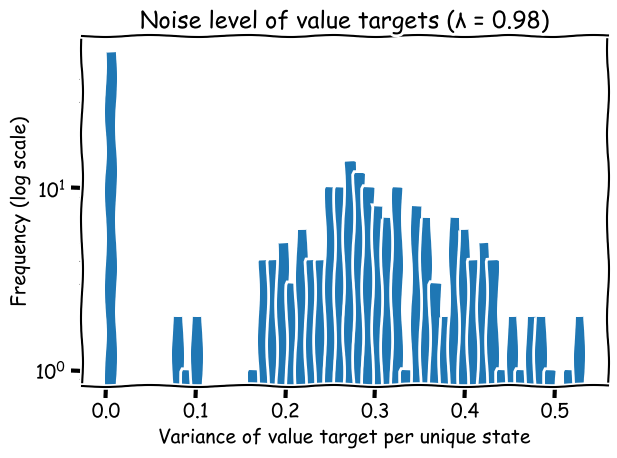 Noise level of value targets (λ = 0.98)
Frequency (log scale)
10¹
10⁰
0.0 0.1 0.2 0.3 0.4 0.5
Variance of value target per unique state